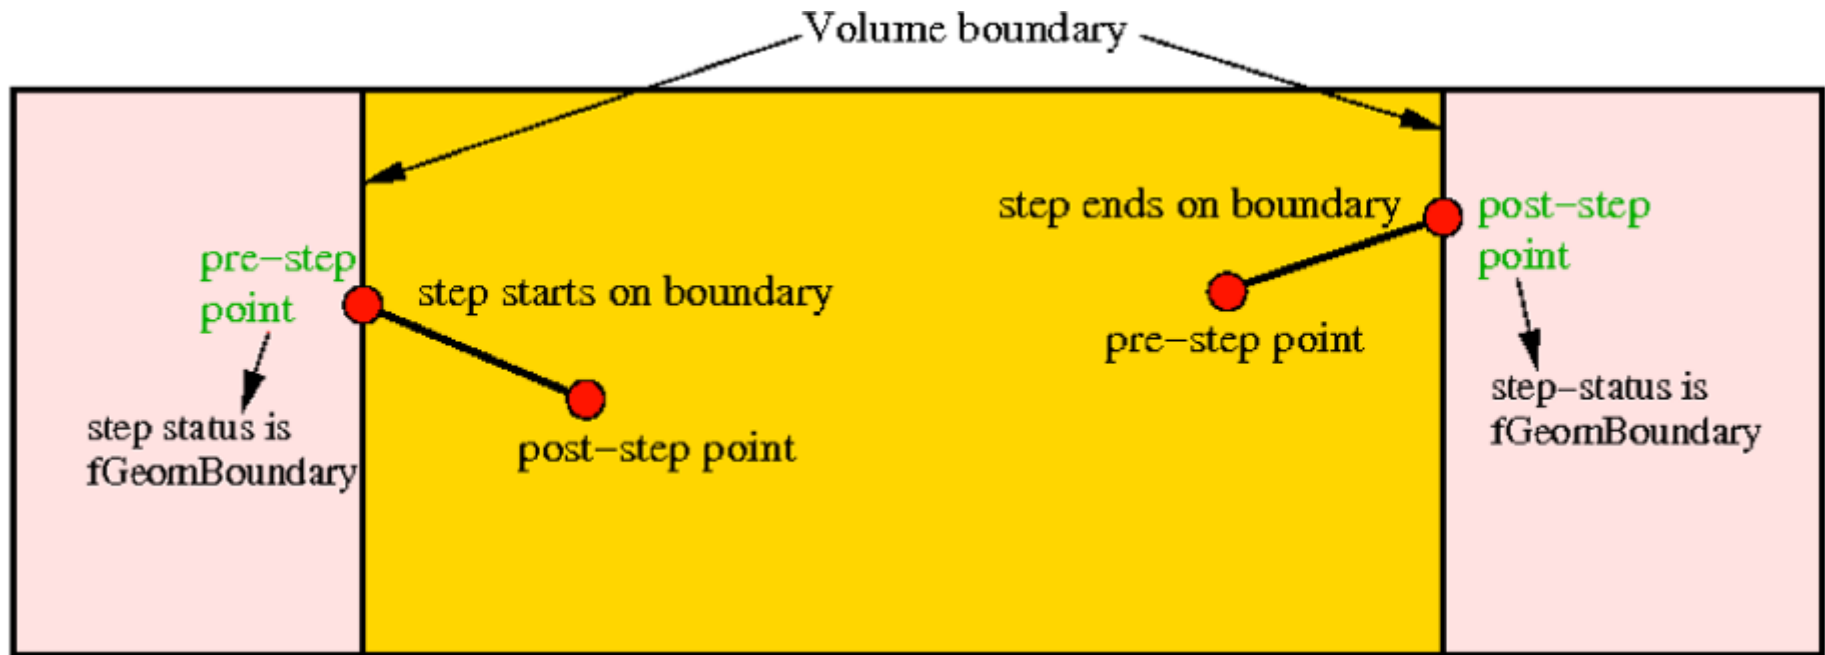 Volume boundary
step ends on boundary
post-step
point
pre-step
point
step starts on boundary
pre-step point
step-status is
fGeomBoundary
step status is
fGeomBoundary
post-step point